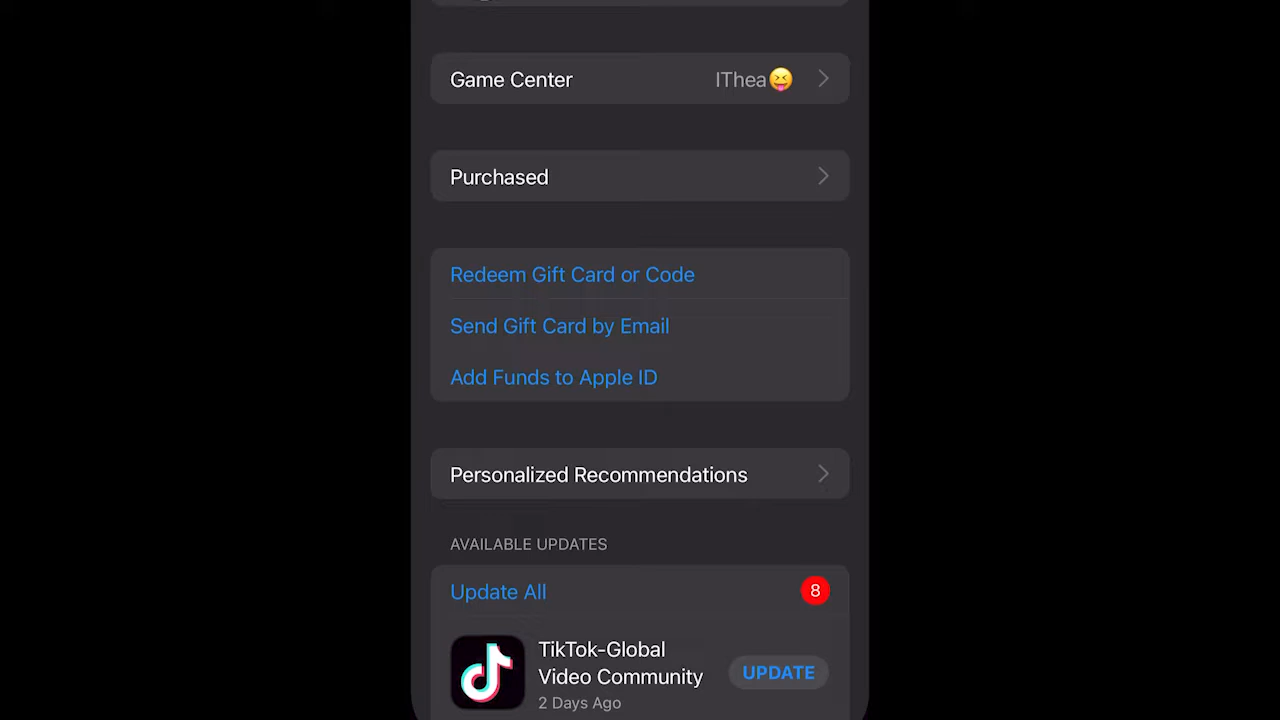 Game Center IThea😝
Purchased
Redeem Gift Card or Code
Send Gift Card by Email
Add Funds to Apple ID
Personalized Recommendations
AVAILABLE UPDATES
Update All 8
TikTok-Global
Video Community
UPDATE
2 Days Ago